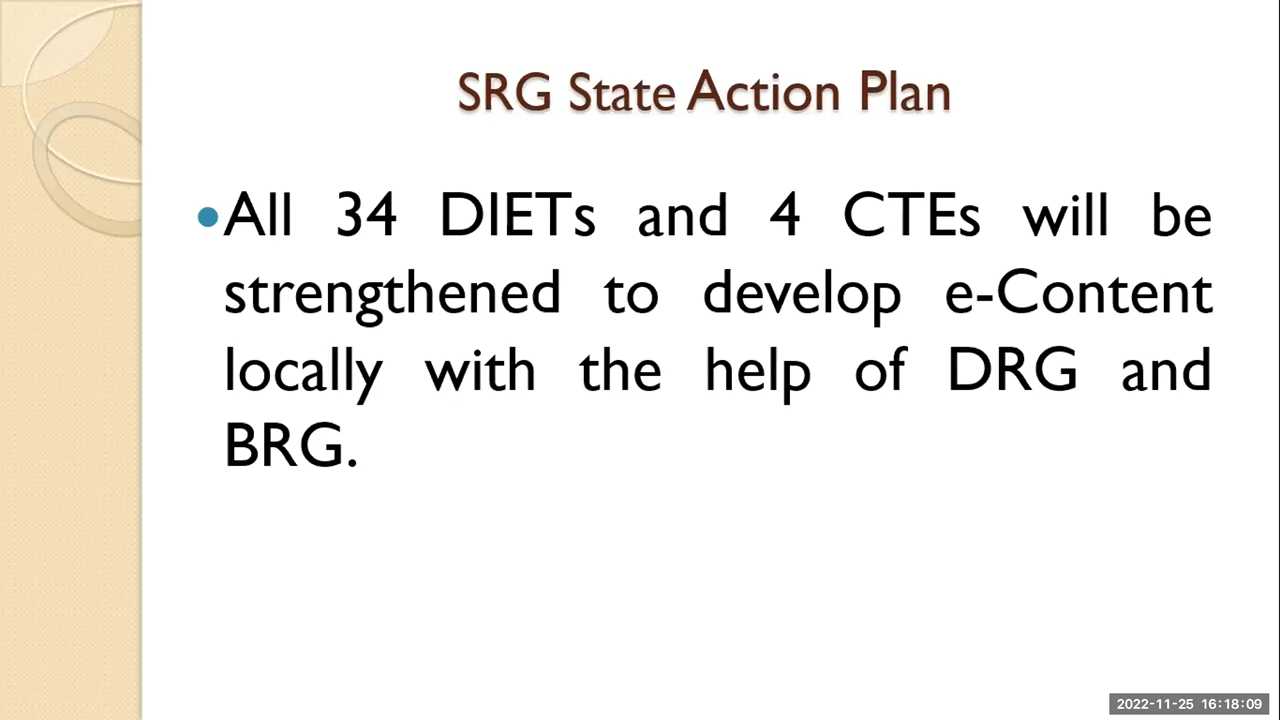 SRG State Action Plan
•All 34 DIETs and 4 CTEs will be
strengthened to develop e-Content
locally with the help of DRG and
BRG.
2022-11-25 16:18:09